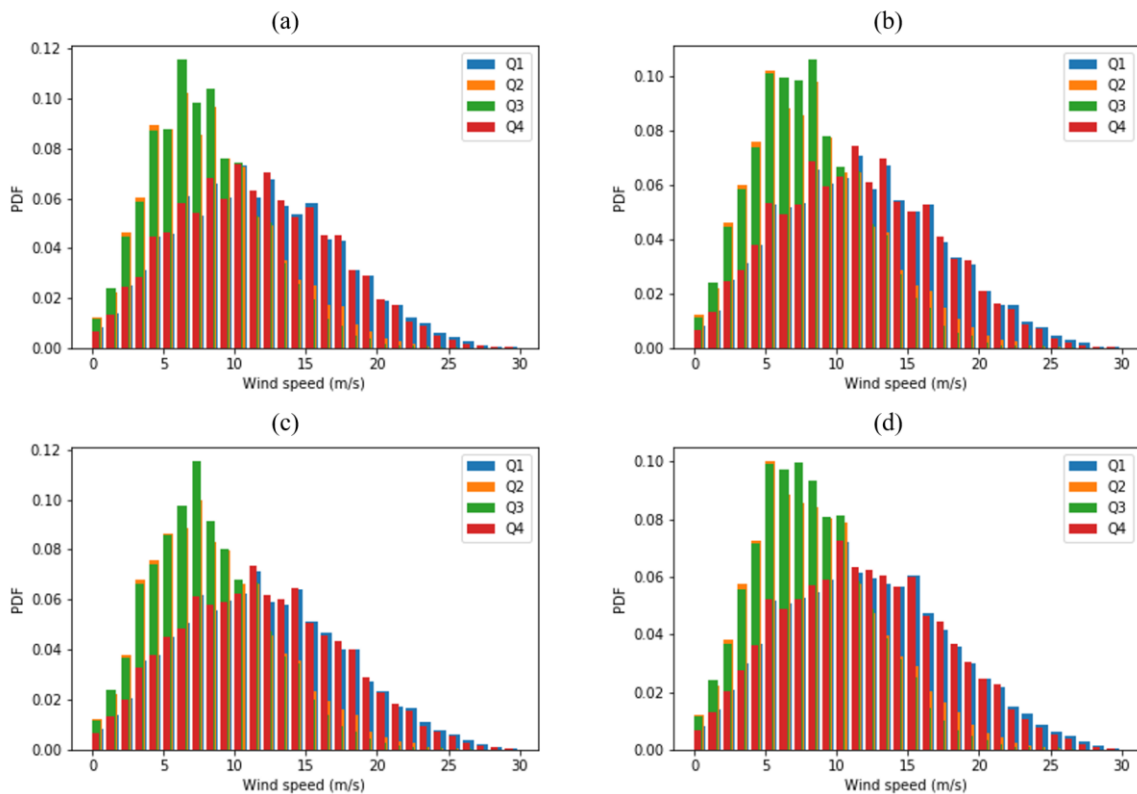 (a)
0.12
0.10
0.08
0.06
0.04
0.02
0.00
PDF
0 5 10 15 20 25 30
Wind speed (m/s)
Q1
Q2
Q3
Q4
(b)
0.10
0.08
0.06
0.04
0.02
0.00
PDF
0 5 10 15 20 25 30
Wind speed (m/s)
Q1
Q2
Q3
Q4
(c)
0.12
0.10
0.08
0.06
0.04
0.02
0.00
PDF
0 5 10 15 20 25 30
Wind speed (m/s)
Q1
Q2
Q3
Q4
(d)
0.10
0.08
0.06
0.04
0.02
0.00
PDF
0 5 10 15 20 25 30
Wind speed (m/s)
Q1
Q2
Q3
Q4